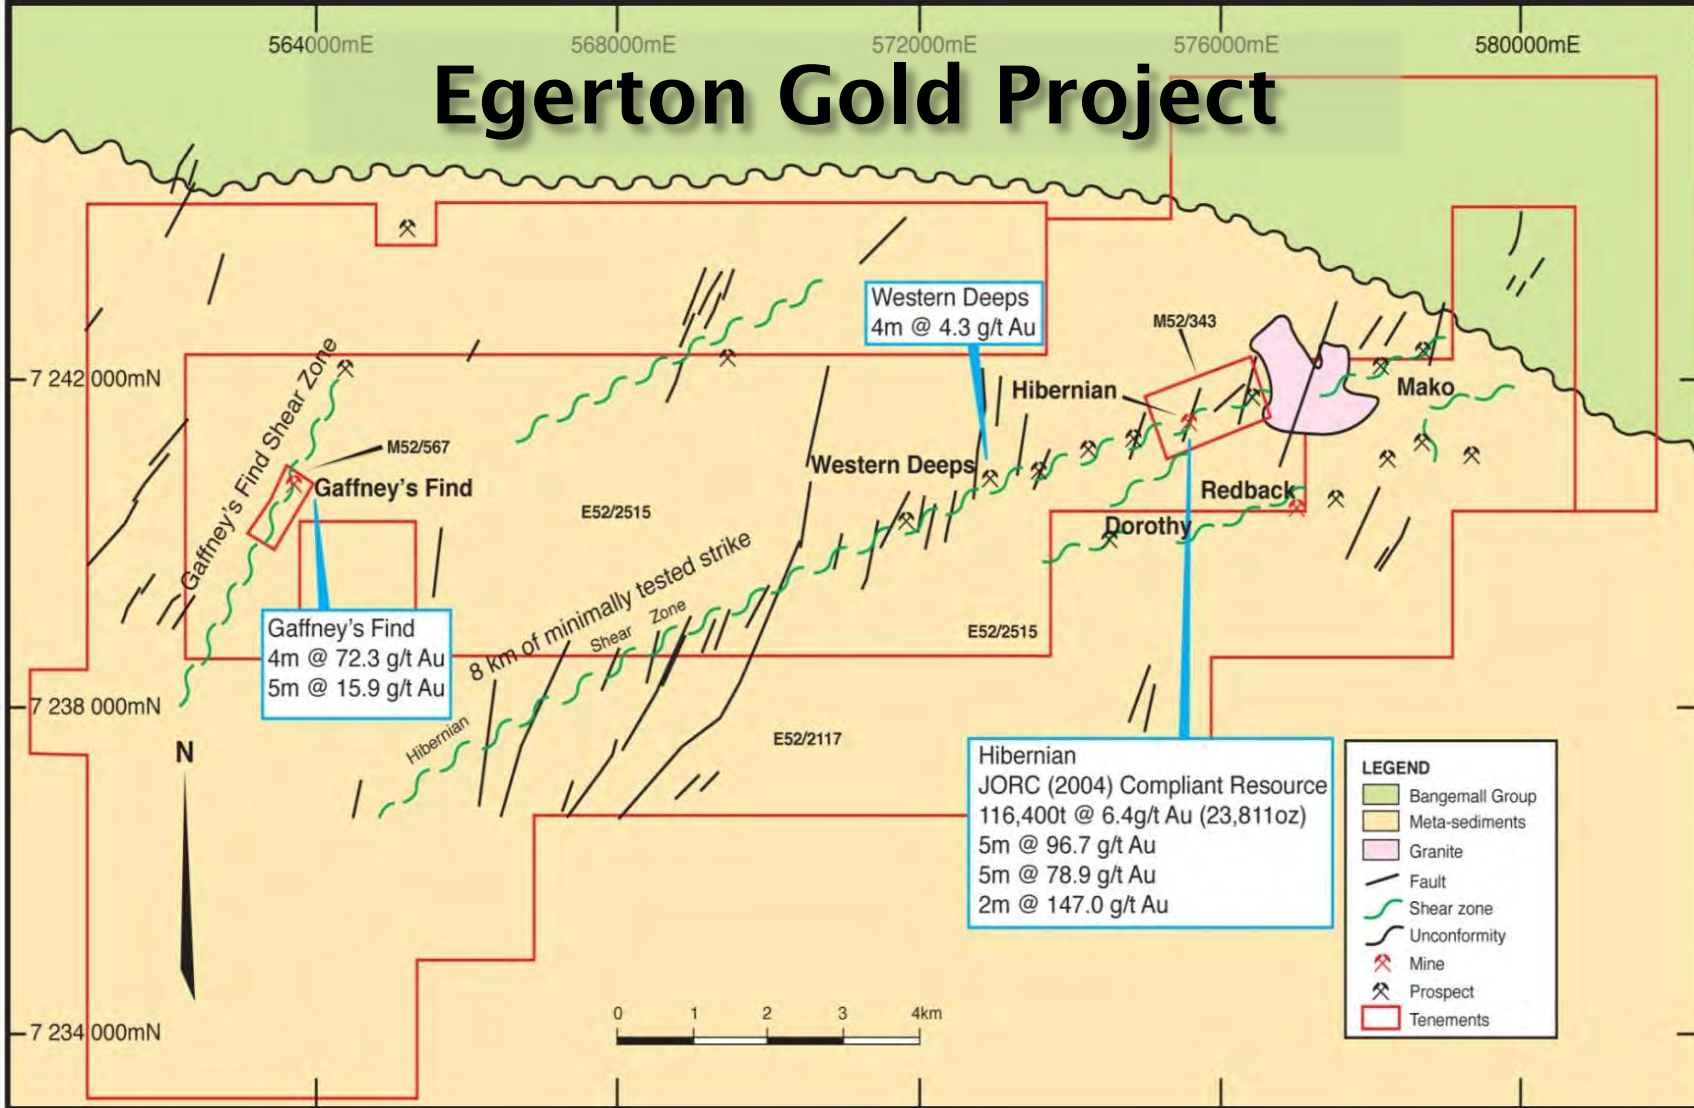 564000mE 568000mE 572000mE 576000mE 580000mE
Egerton Gold Project
Western Deeps
4m @ 4.3 g/t Au
M52/343
7 242 000mN
Hibernian
Mako
Gaffney's Find Shear Zone
M52/567
Gaffney's Find
Western Deeps
Redback
E52/2515
Dorothy
8 km of minimally tested strike
Hibernian Shear Zone
E52/2515
Gaffney's Find
4m @ 72.3 g/t Au
5m @ 15.9 g/t Au
7 238 000mN
E52/2117
N
Hibernian
JORC (2004) Compliant Resource
116,400t @ 6.4g/t Au (23,811oz)
5m @ 96.7 g/t Au
5m @ 78.9 g/t Au
2m @ 147.0 g/t Au
LEGEND
Bangemall Group
Meta-sediments
Granite
Fault
Shear zone
Unconformity
Mine
Prospect
Tenements
0 1 2 3 4km
7 234 000mN